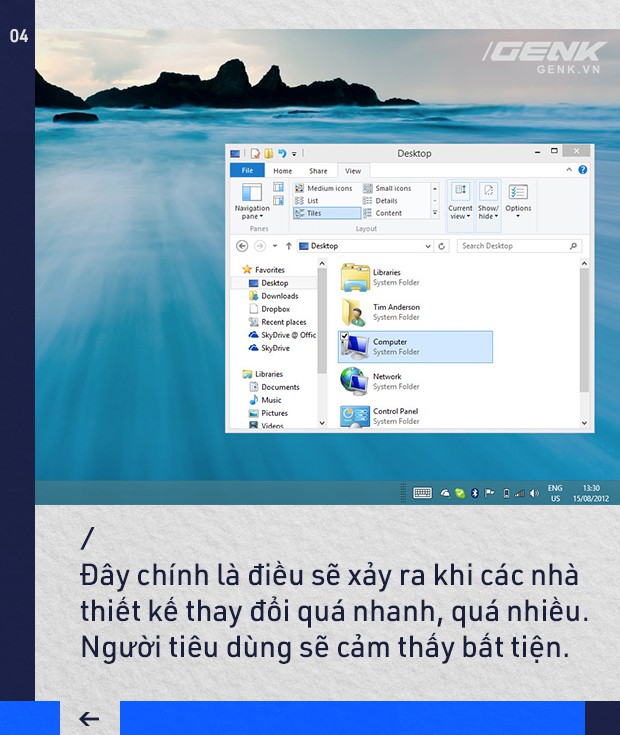 04
/GENK
GENK.VN
Desktop
File Home Share View
Navigation pane
Panes
Medium icons Small icons
List Details
Tiles Content
Layout
Current view
Show/hide
Options
Desktop
Search Desktop
Favorites
Desktop
Downloads
Dropbox
Recent places
SkyDrive @ Offic
SkyDrive
Libraries
Documents
Music
Pictures
Videos
Libraries
System Folder
Tim Anderson
System Folder
Computer
System Folder
Network
System Folder
Control Panel
System Folder
ENG 13:30
US 15/08/2012
/
Đây chính là điều sẽ xảy ra khi các nhà
thiết kế thay đổi quá nhanh, quá nhiều.
Người tiêu dùng sẽ cảm thấy bất tiện.